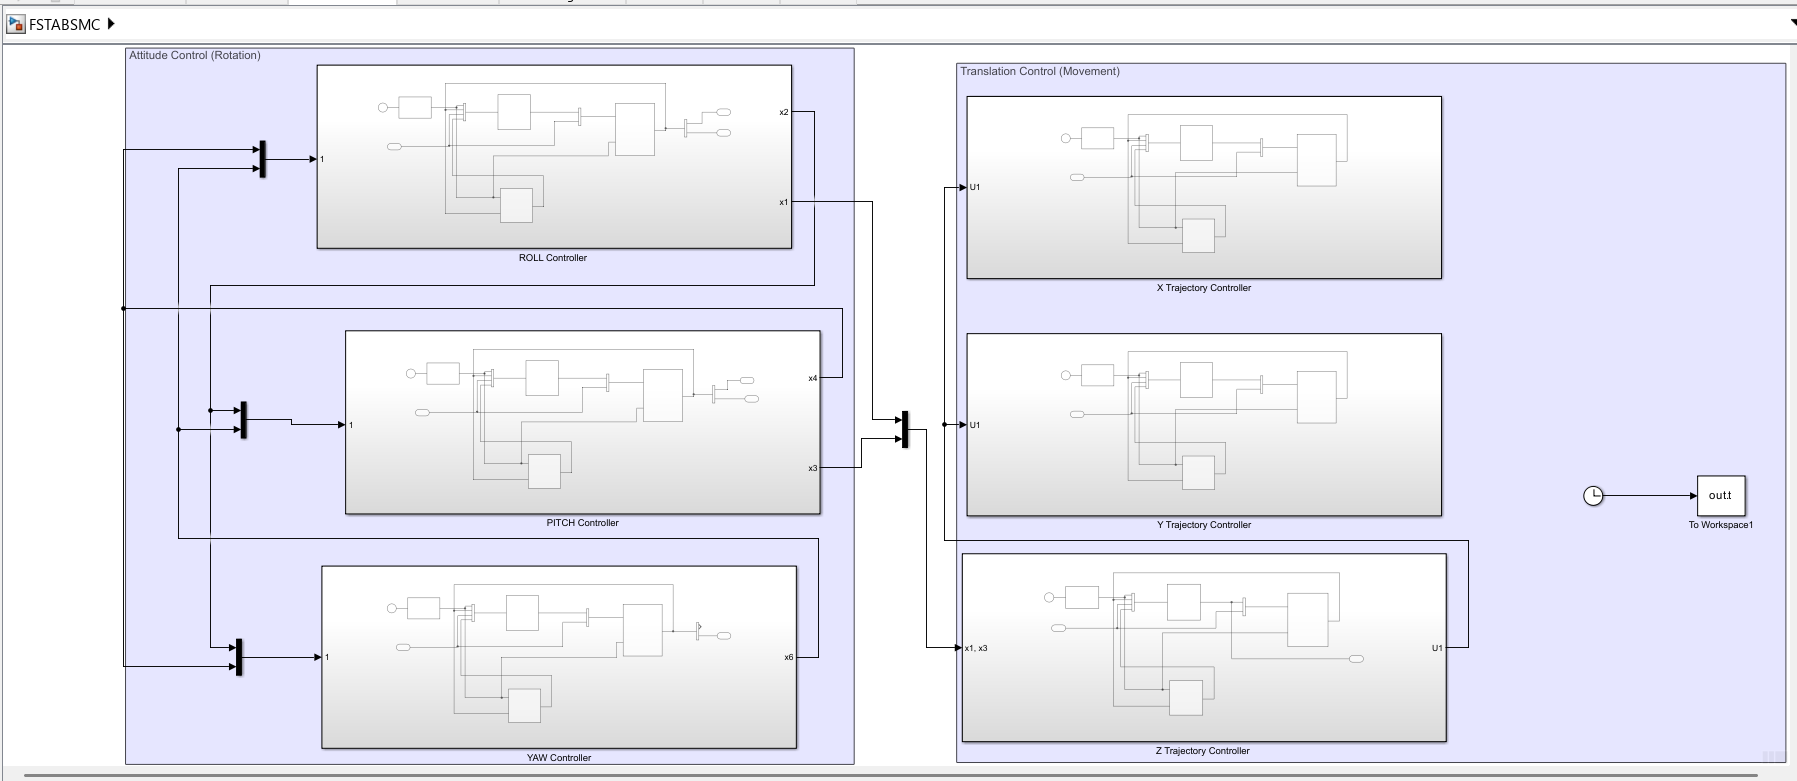 FSTABSMC
Attitude Control (Rotation)
x2
1
x1
ROLL Controller
x4
1
x3
PITCH Controller
1
x6
YAW Controller
Translation Control (Movement)
U1
X Trajectory Controller
U1
Y Trajectory Controller
x1, x3
U1
Z Trajectory Controller
out.t
To Workspace1